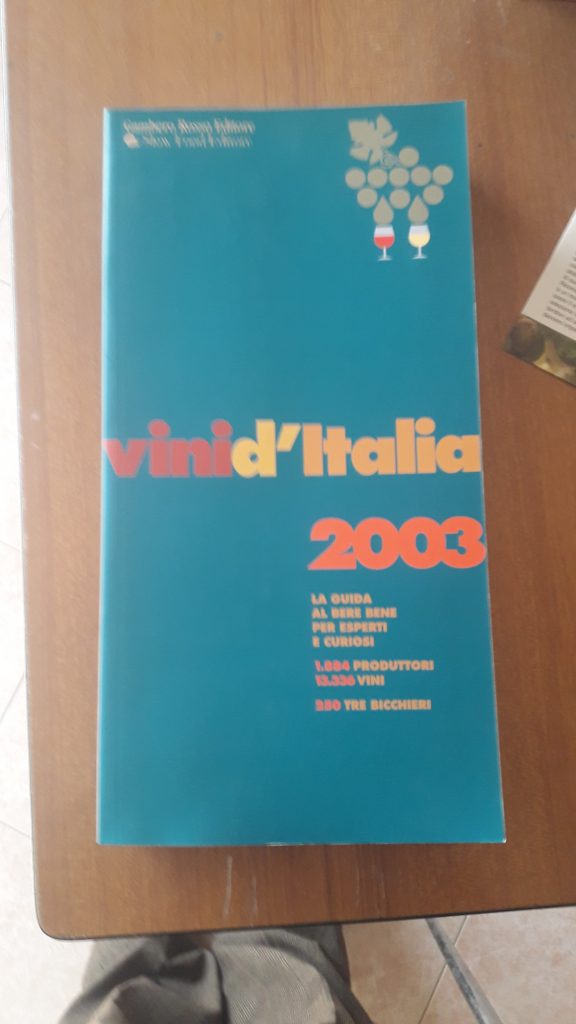 Gambero Rosso Editore
Slow Food Editore
vini d'Italia
2003
LA GUIDA
AL BERE BENE
PER ESPERTI
E CURIOSI
1.884 PRODUTTORI
13.336 VINI
250 TRE BICCHIERI